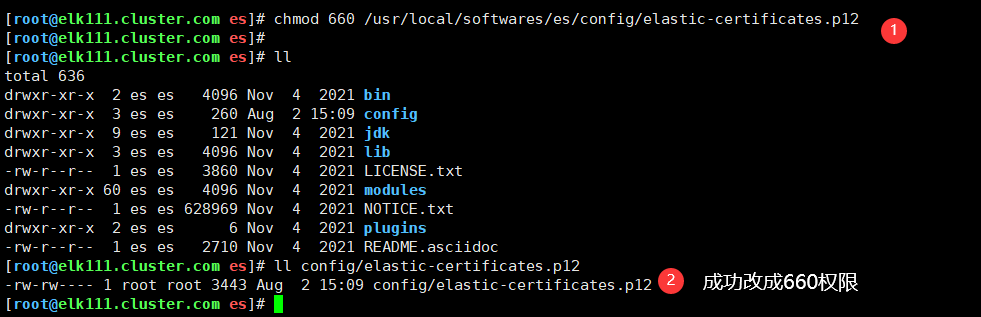 [root@elk111.cluster.com es]# chmod 660 /usr/local/softwares/es/config/elastic-certificates.p12
1
[root@elk111.cluster.com es]#
[root@elk111.cluster.com es]# ll
total 636
drwxr-xr-x  2 es es   4096 Nov  4  2021 bin
drwxr-xr-x  3 es es    260 Aug  2 15:09 config
drwxr-xr-x  9 es es    121 Nov  4  2021 jdk
drwxr-xr-x  3 es es   4096 Nov  4  2021 lib
-rw-r--r--  1 es es   3860 Nov  4  2021 LICENSE.txt
drwxr-xr-x 60 es es   4096 Nov  4  2021 modules
-rw-r--r--  1 es es 628969 Nov  4  2021 NOTICE.txt
drwxr-xr-x  2 es es      6 Nov  4  2021 plugins
-rw-r--r--  1 es es   2710 Nov  4  2021 README.asciidoc
[root@elk111.cluster.com es]# ll config/elastic-certificates.p12
-rw-rw---- 1 root root 3443 Aug  2 15:09 config/elastic-certificates.p12 2 成功改成660权限
[root@elk111.cluster.com es]#